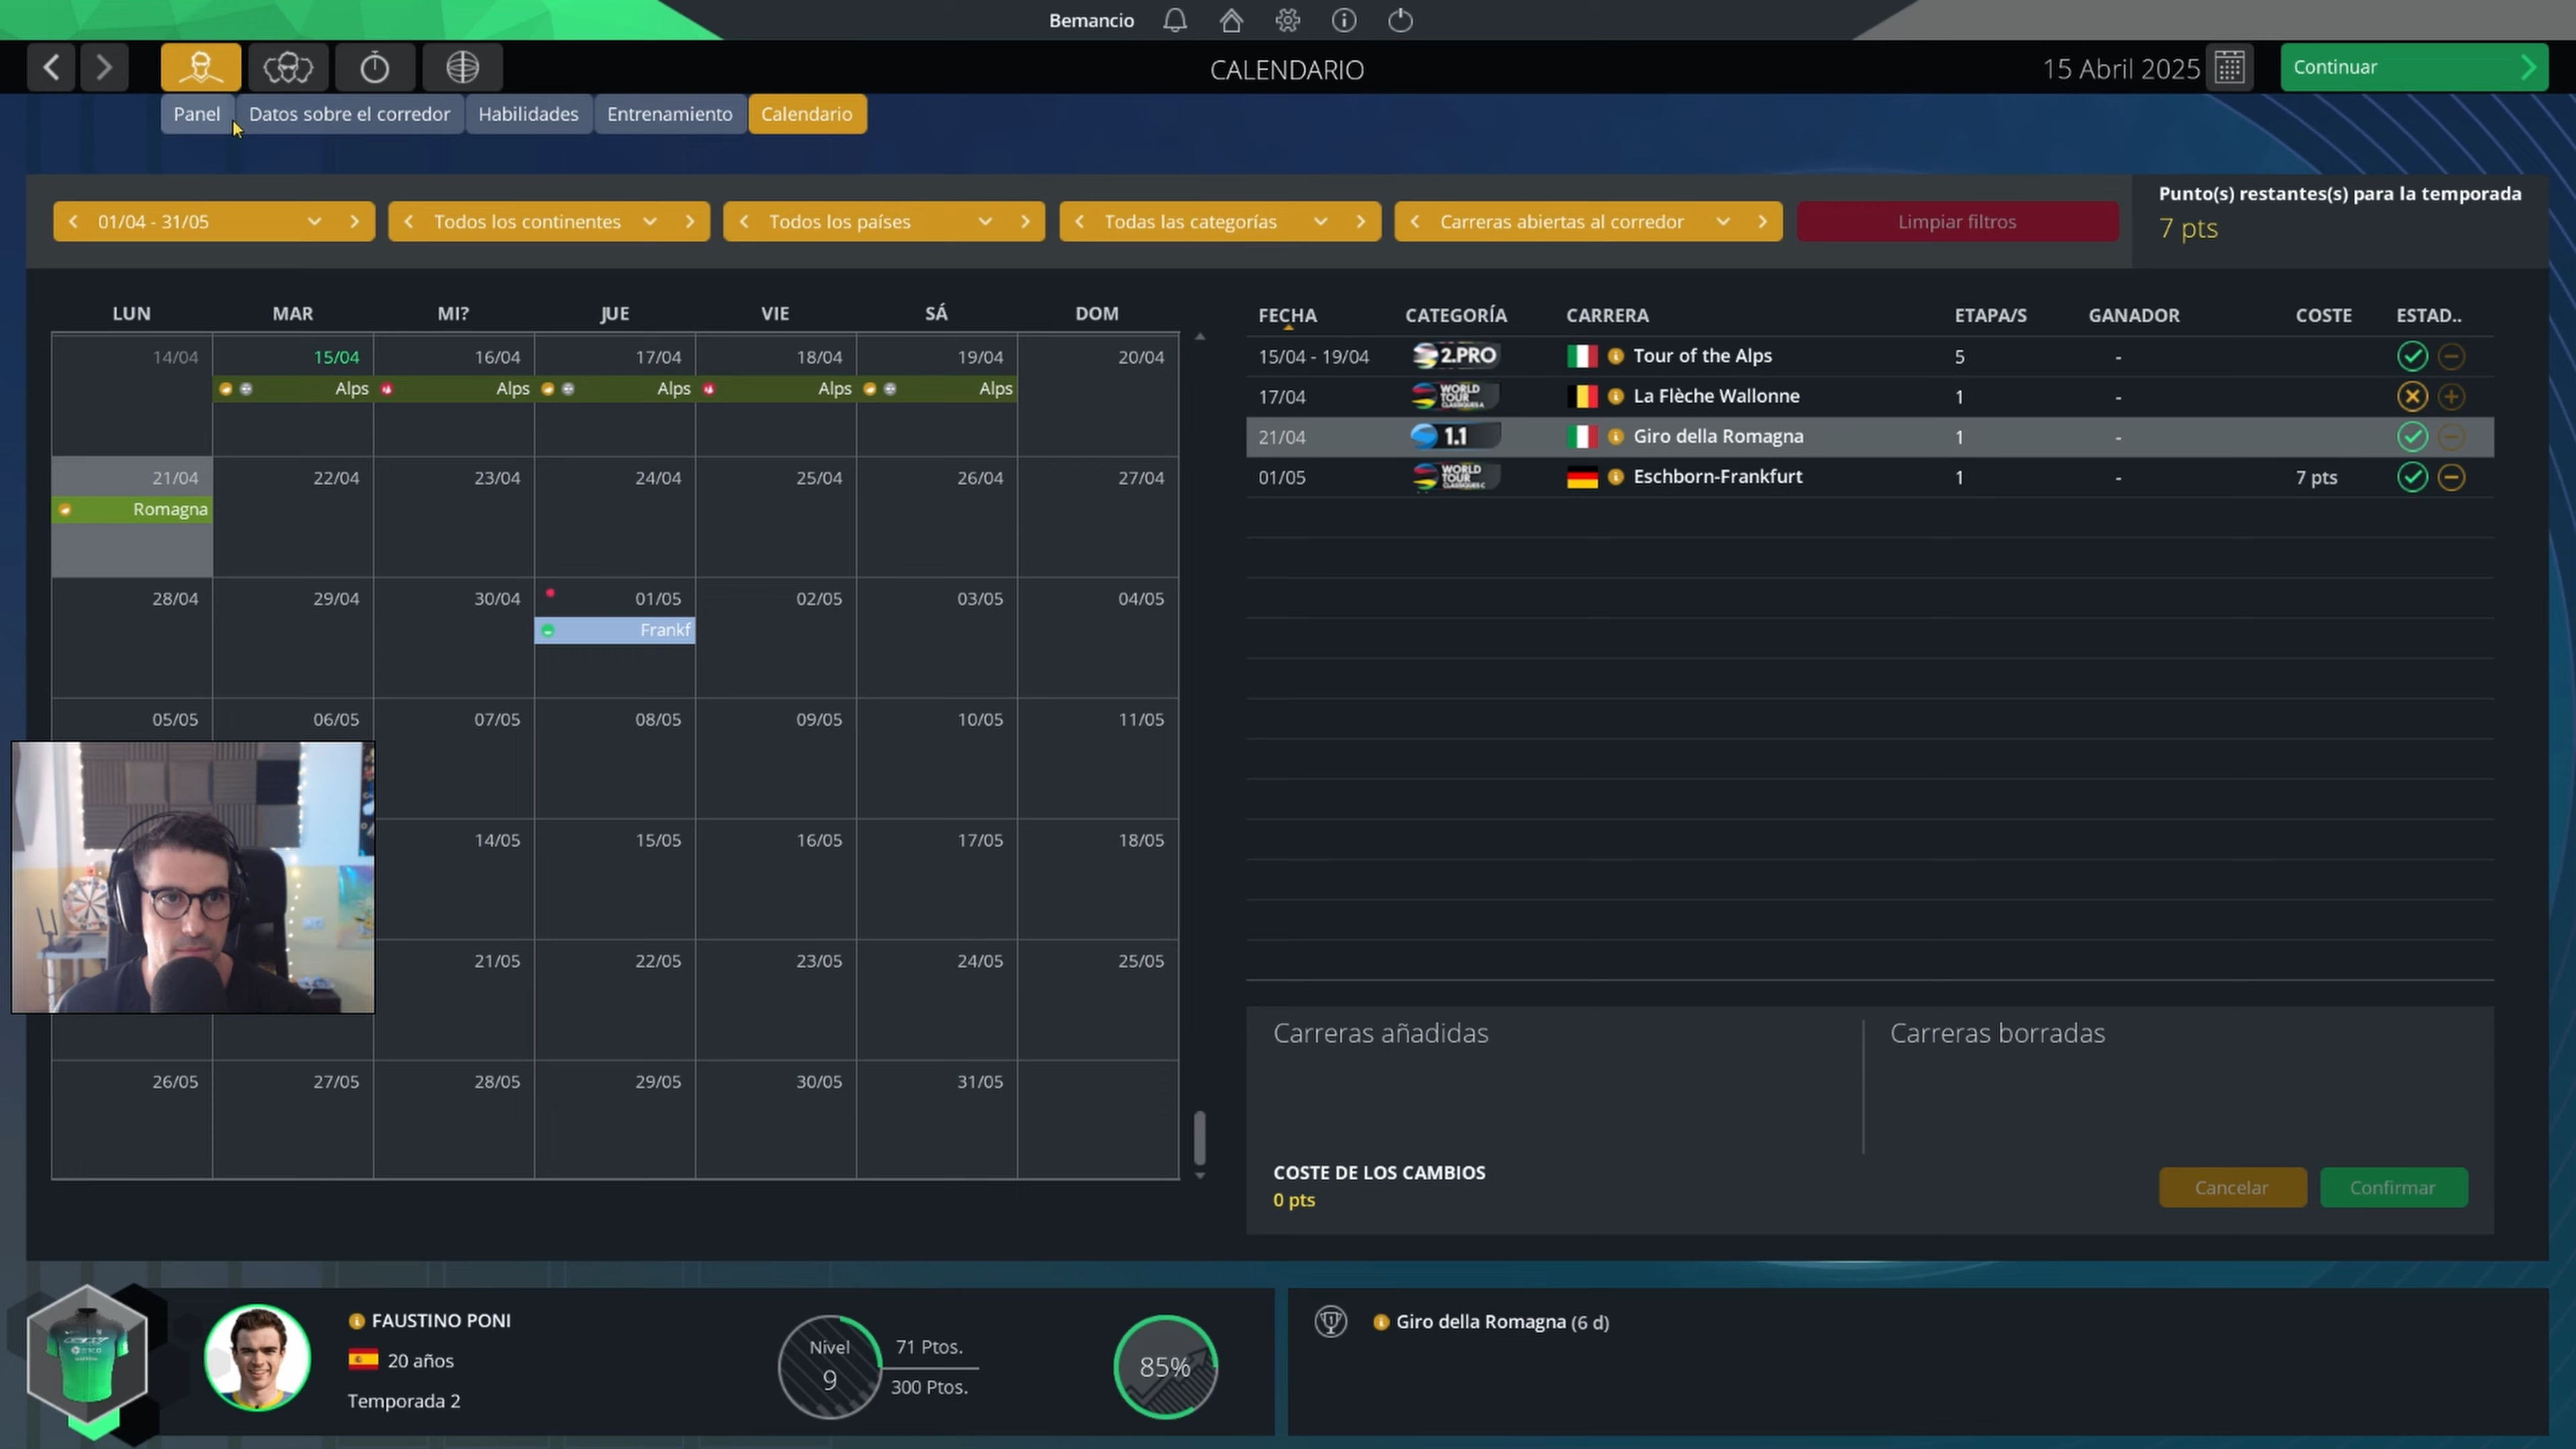 Bemancio
CALENDARIO
15 Abril 2025
Continuar
Panel
Datos sobre el corredor
Habilidades
Entrenamiento
Calendario
01/04 - 31/05
Todos los continentes
Todos los países
Todas las categorías
Carreras abiertas al corredor
Limpiar filtros
Punto(s) restantes(s) para la temporada
7 pts
LUN MAR MI? JUE VIE SÁ DOM
14/04 15/04 16/04 17/04 18/04 19/04 20/04
Alps Alps Alps Alps Alps
21/04 22/04 23/04 24/04 25/04 26/04 27/04
Romagna
28/04 29/04 30/04 01/05 02/05 03/05 04/05
Frankf
05/05 06/05 07/05 08/05 09/05 10/05 11/05
14/05 15/05 16/05 17/05 18/05
21/05 22/05 23/05 24/05 25/05
26/05 27/05 28/05 29/05 30/05 31/05
FECHA CATEGORÍA CARRERA ETAPA/S GANADOR COSTE ESTAD..
15/04 - 19/04 2.PRO Tour of the Alps 5 -
17/04 WORLD TOUR CLASSIQUES A La Flèche Wallonne 1 -
21/04 1.1 Giro della Romagna 1 -
01/05 WORLD TOUR CLASSIQUES C Eschborn-Frankfurt 1 - 7 pts
Carreras añadidas
Carreras borradas
COSTE DE LOS CAMBIOS
0 pts
Cancelar
Confirmar
FAUSTINO PONI
20 años
Temporada 2
Nivel
9
71 Ptos.
300 Ptos.
85%
Giro della Romagna (6 d)